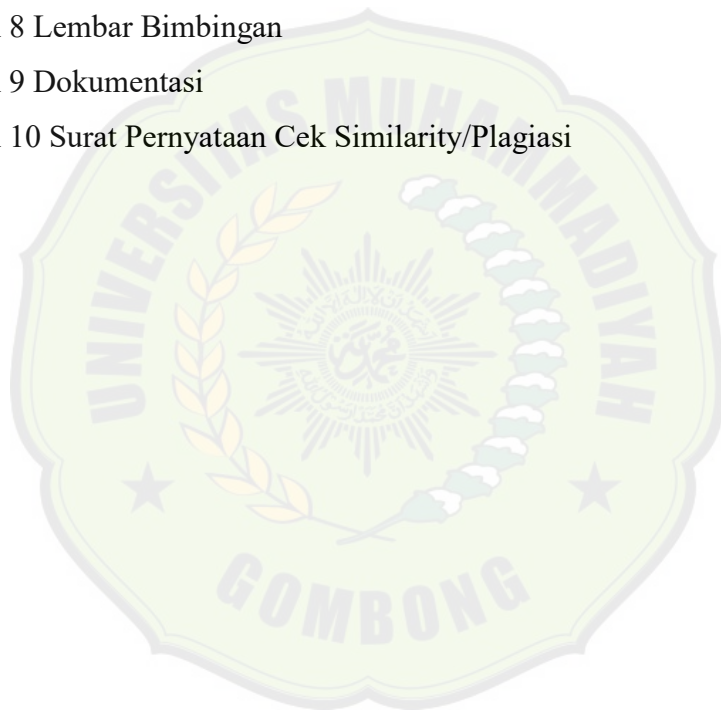 8 Lembar Bimbingan
9 Dokumentasi
10 Surat Pernyataan Cek Similarity/Plagiasi
UNIVERSITAS MUHAMMADIYAH
GOMBONG